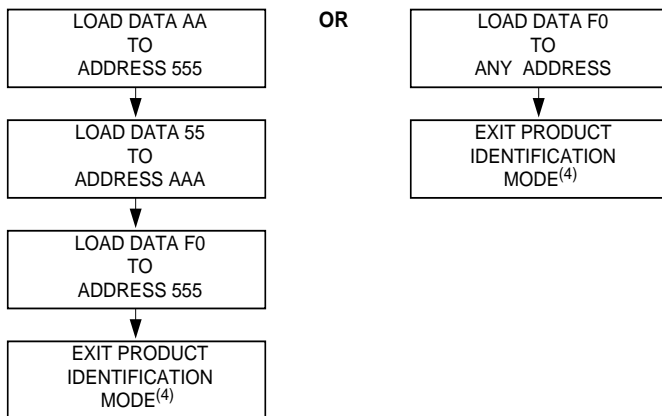 LOAD DATA AA
TO
ADDRESS 555
LOAD DATA 55
TO
ADDRESS AAA
LOAD DATA F0
TO
ADDRESS 555
EXIT PRODUCT
IDENTIFICATION
MODE(4)
OR
LOAD DATA F0
TO
ANY ADDRESS
EXIT PRODUCT
IDENTIFICATION
MODE(4)